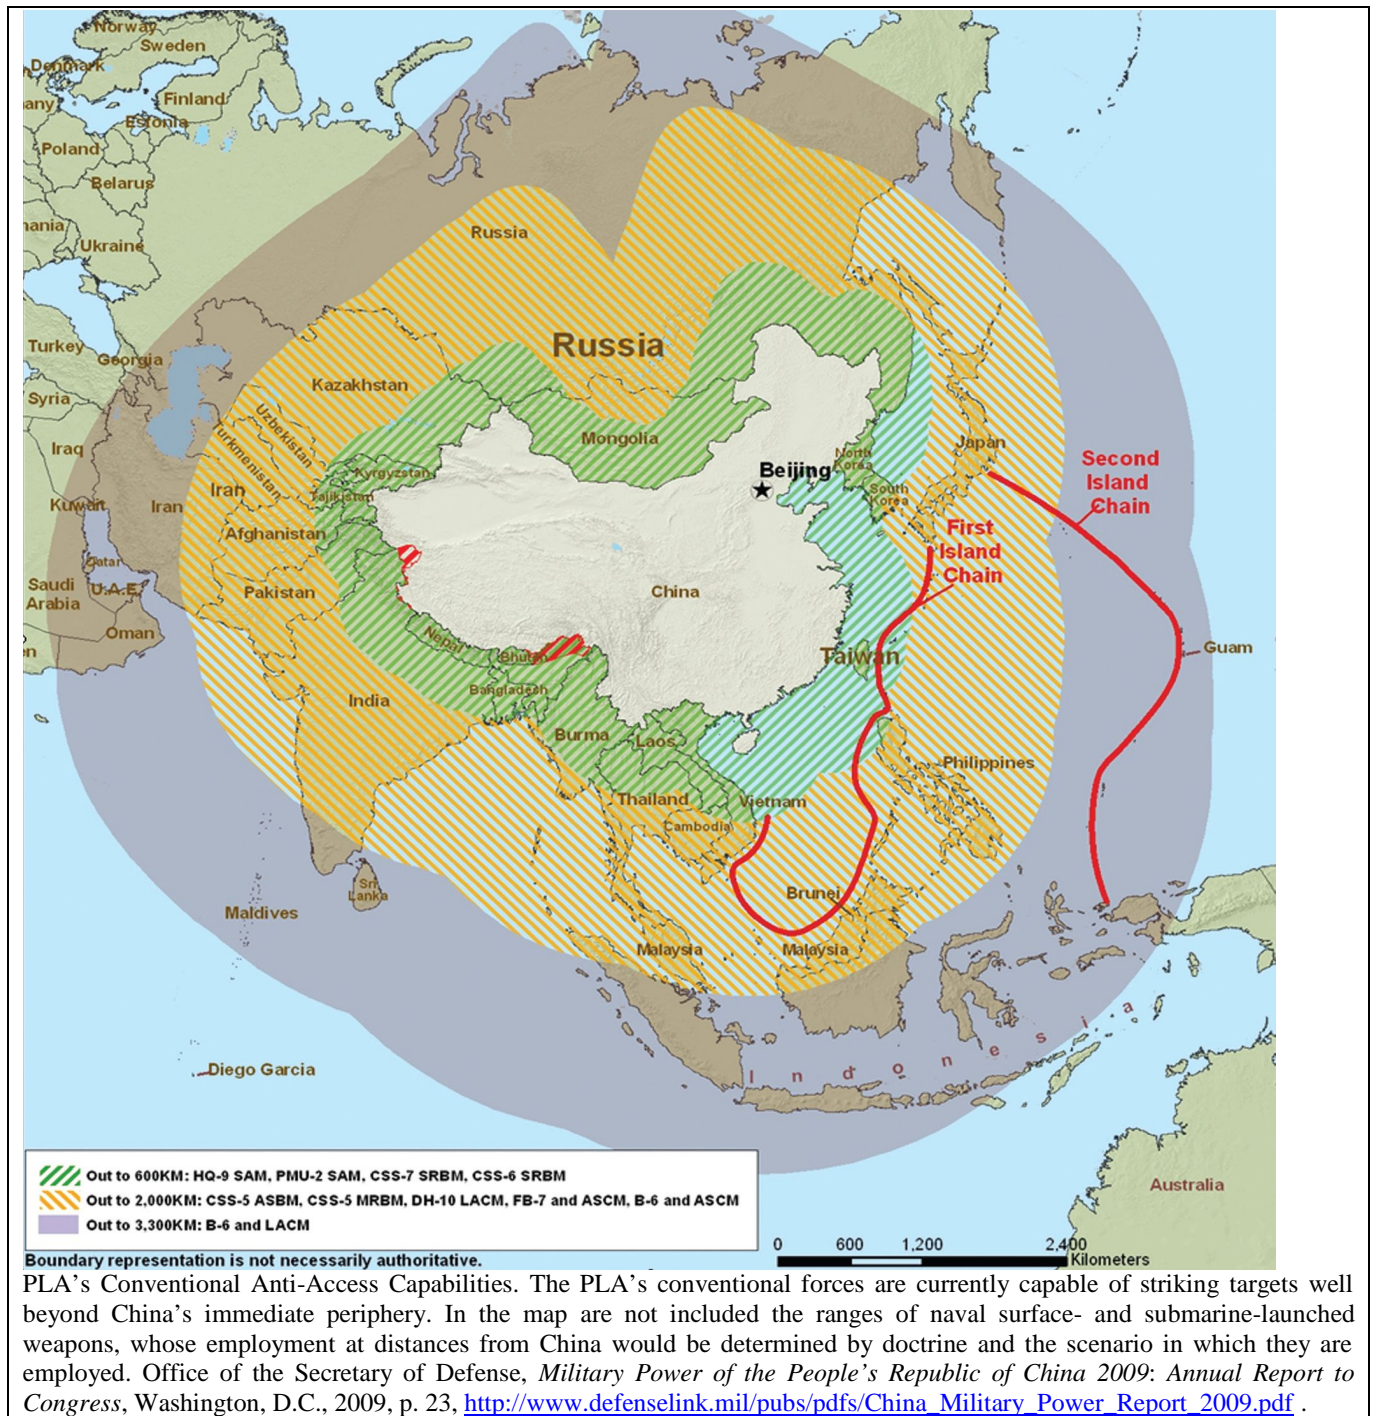 Norway
Sweden
Denmark
Finland
any
Estonia
Poland
Belarus
ania
Ukraine
Russia
Turkey
Georgia
Russia
Syria
Kazakhstan
Uzbekistan
Mongolia
Japan
Turkmenistan
Iraq
North
Korea
Second
Island
Chain
Kyrgyzstan
Beijing
Tajikistan
Iran
South
Korea
Kuwait
Iran
First
Island
Chain
Afghanistan
Qatar
Saudi
Arabia
U.A.E.
Pakistan
China
Oman
en
Nepal
Bhutan
Taiwan
Guam
Bangladesh
India
Burma
Laos
Philippines
Thailand
Vietnam
Cambodia
Sri
Lanka
Brunei
Maldives
Malaysia
Malaysia
Indonesia
Diego Garcia
Australia
Out to 600KM: HQ-9 SAM, PMU-2 SAM, CSS-7 SRBM, CSS-6 SRBM
Out to 2,000KM: CSS-5 ASBM, CSS-5 MRBM, DH-10 LACM, FB-7 and ASCM, B-6 and ASCM
Out to 3,300KM: B-6 and LACM
0 600 1,200 2,400
Kilometers
Boundary representation is not necessarily authoritative.
PLA’s Conventional Anti-Access Capabilities. The PLA’s conventional forces are currently capable of striking targets well
beyond China’s immediate periphery. In the map are not included the ranges of naval surface- and submarine-launched
weapons, whose employment at distances from China would be determined by doctrine and the scenario in which they are
employed. Office of the Secretary of Defense, Military Power of the People’s Republic of China 2009: Annual Report to
Congress, Washington, D.C., 2009, p. 23, http://www.defenselink.mil/pubs/pdfs/China_Military_Power_Report_2009.pdf .